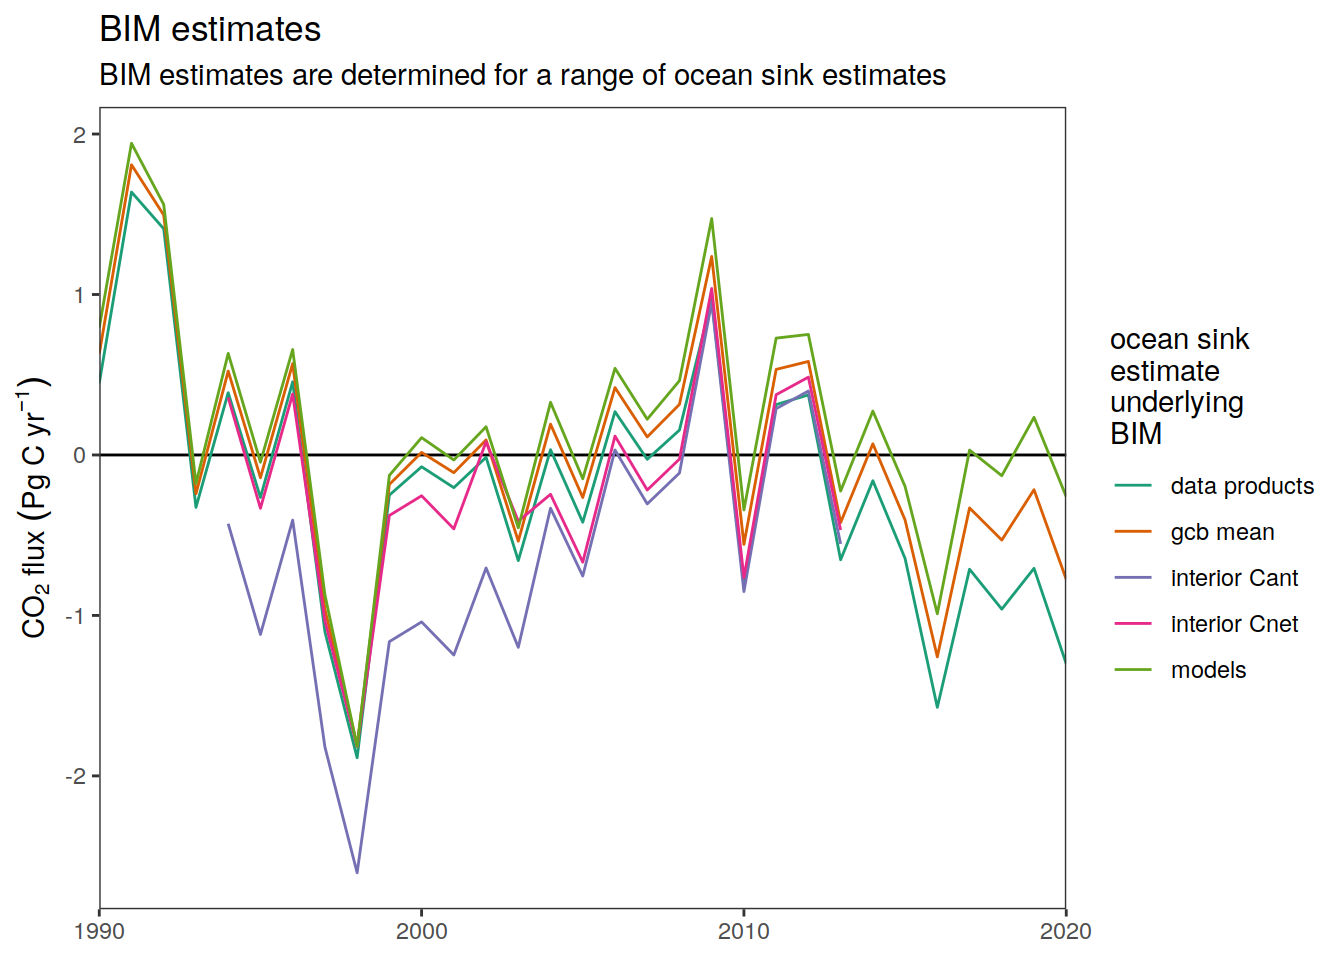 BIM estimates
BIM estimates are determined for a range of ocean sink estimates
CO₂ flux (Pg C yr⁻¹)
2
1
0
-1
-2
1990
2000
2010
2020
ocean sink
estimate
underlying
BIM
data products
gcb mean
interior Cant
interior Cnet
models